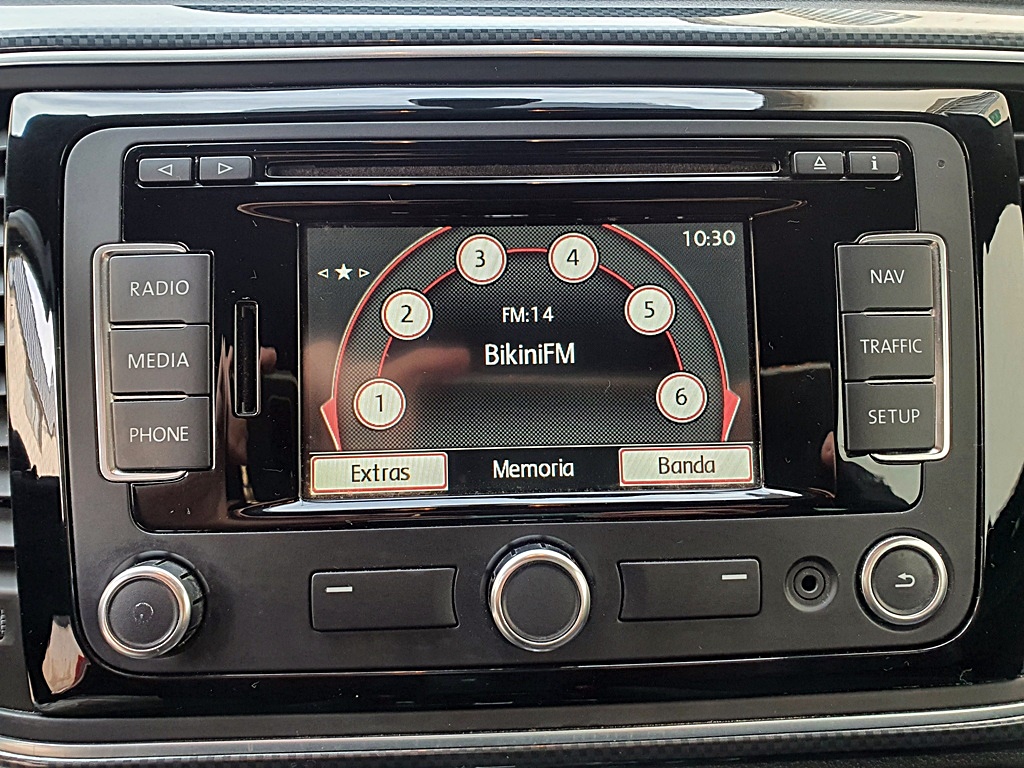 i
RADIO
MEDIA
PHONE
10:30
1
2
3
4
5
6
FM:14
BikiniFM
Extras
Memoria
Banda
NAV
TRAFFIC
SETUP